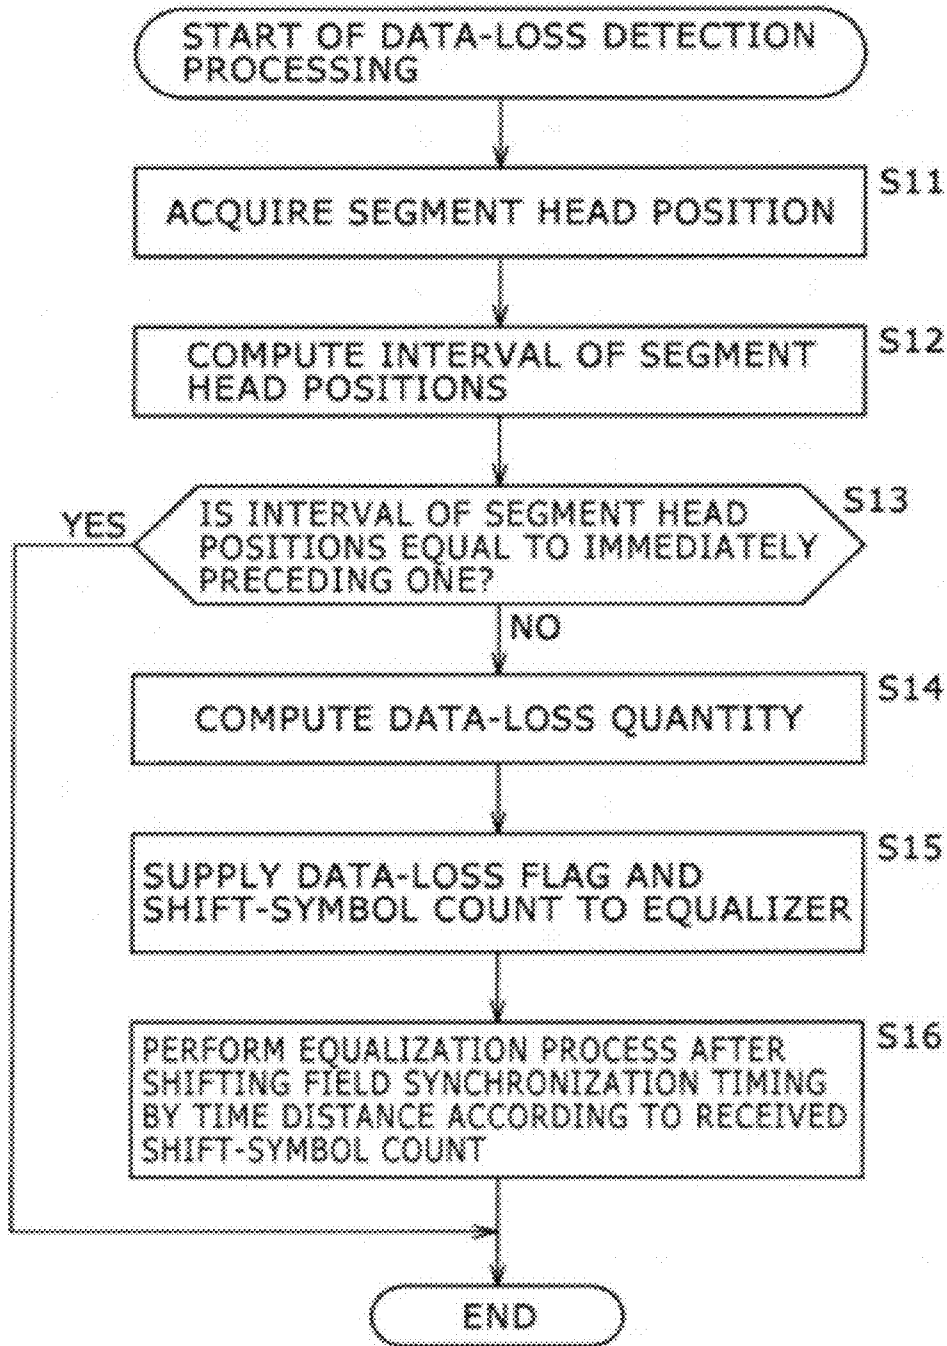 START OF DATA-LOSS DETECTION
PROCESSING
S11
ACQUIRE SEGMENT HEAD POSITION
S12
COMPUTE INTERVAL OF SEGMENT
HEAD POSITIONS
S13
YES
IS INTERVAL OF SEGMENT HEAD
POSITIONS EQUAL TO IMMEDIATELY
PRECEDING ONE?
NO
S14
COMPUTE DATA-LOSS QUANTITY
S15
SUPPLY DATA-LOSS FLAG AND
SHIFT-SYMBOL COUNT TO EQUALIZER
S16
PERFORM EQUALIZATION PROCESS AFTER
SHIFTING FIELD SYNCHRONIZATION TIMING
BY TIME DISTANCE ACCORDING TO RECEIVED
SHIFT-SYMBOL COUNT
END